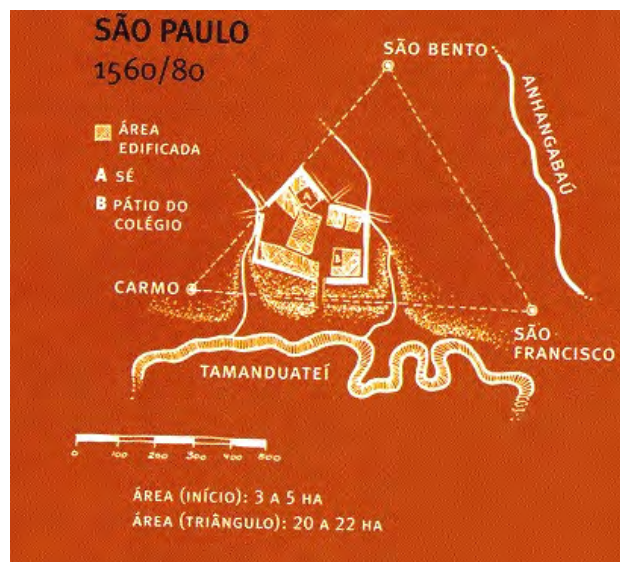 SÃO PAULO
1560/80
ÁREA
EDIFICADA
A SÉ
B PÁTIO DO
COLÉGIO
SÃO BENTO
ANHANGABAÚ
CARMO
SÃO
FRANCISCO
TAMANDUATEÍ
0 100 200 300 400 500
ÁREA (INÍCIO): 3 A 5 HA
ÁREA (TRIÂNGULO): 20 A 22 HA